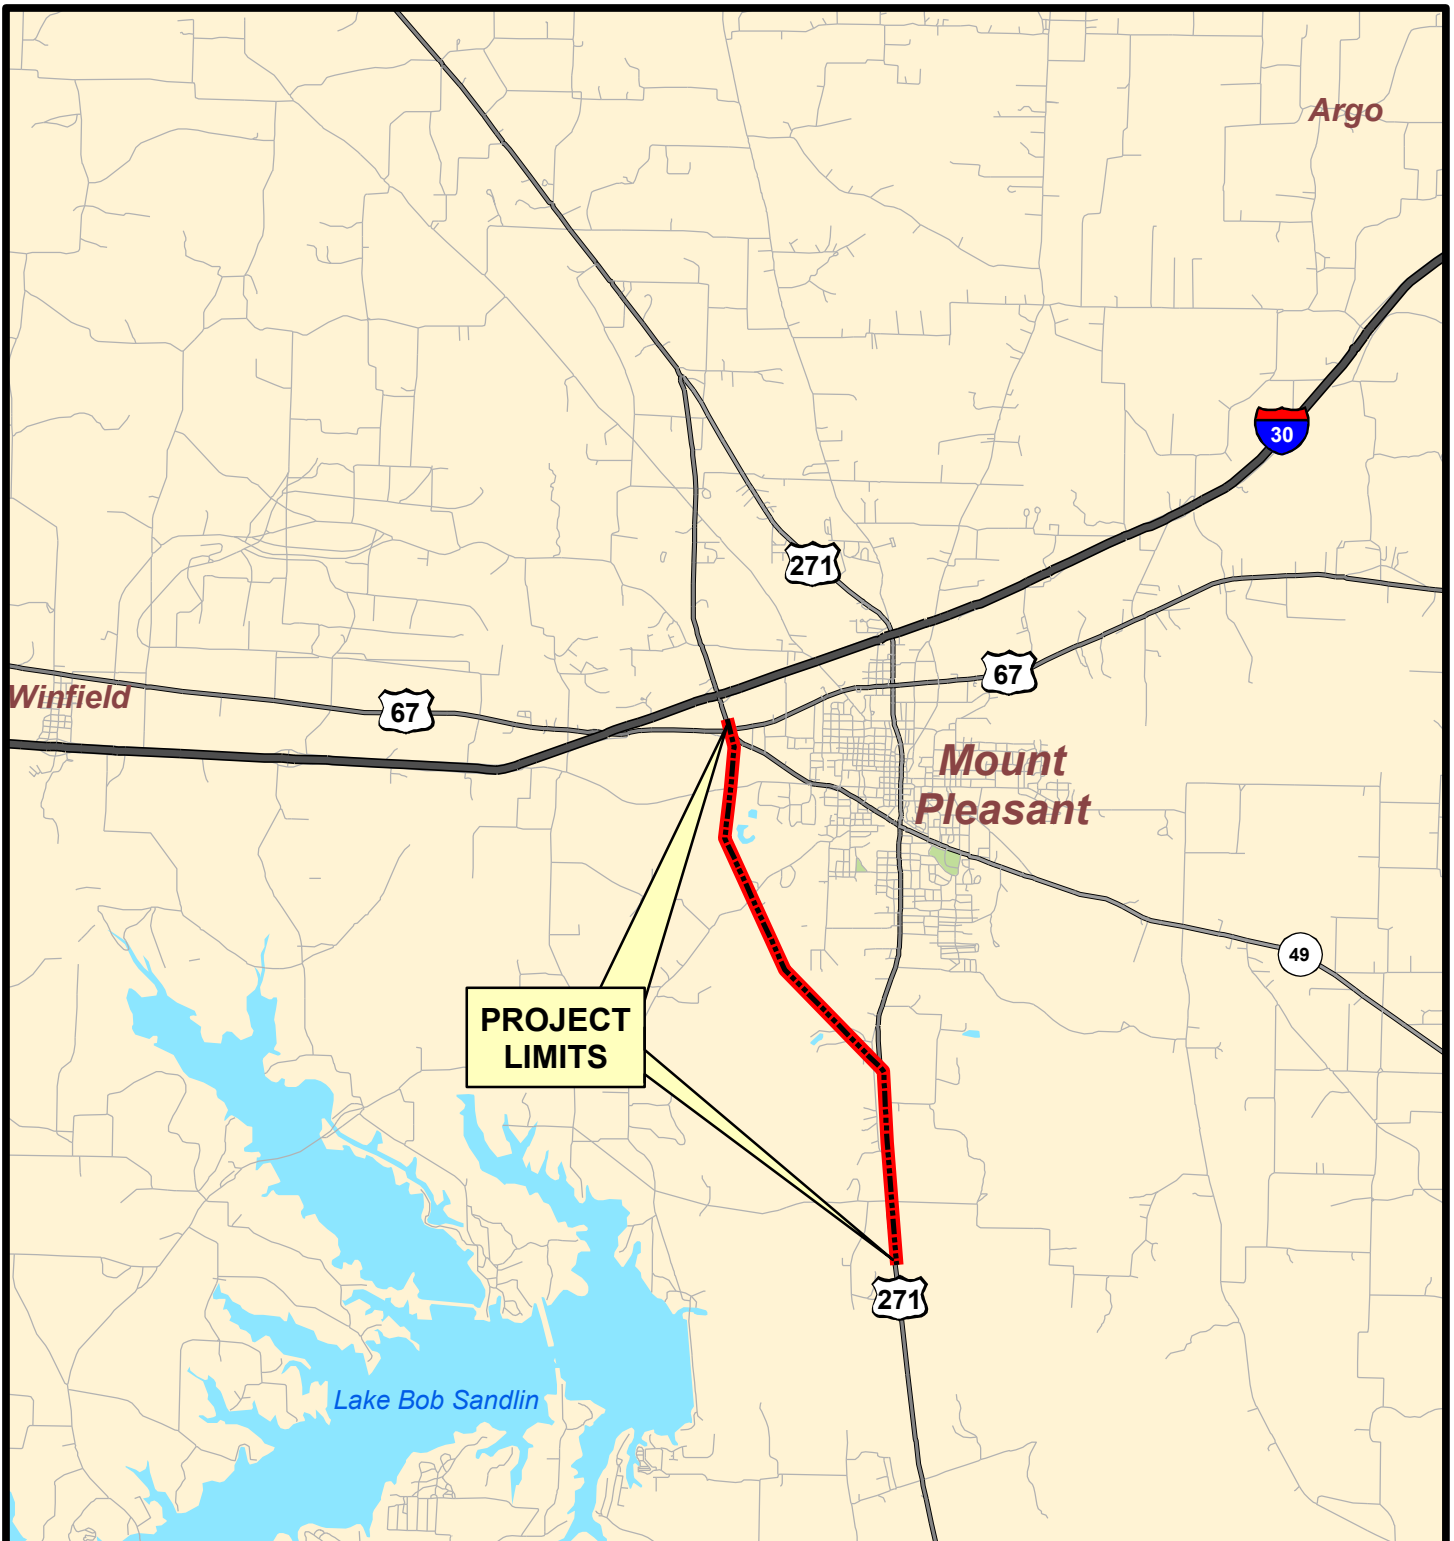 Argo
30
271
67
Winfield
67
Mount
Pleasant
49
PROJECT
LIMITS
271
Lake Bob Sandlin